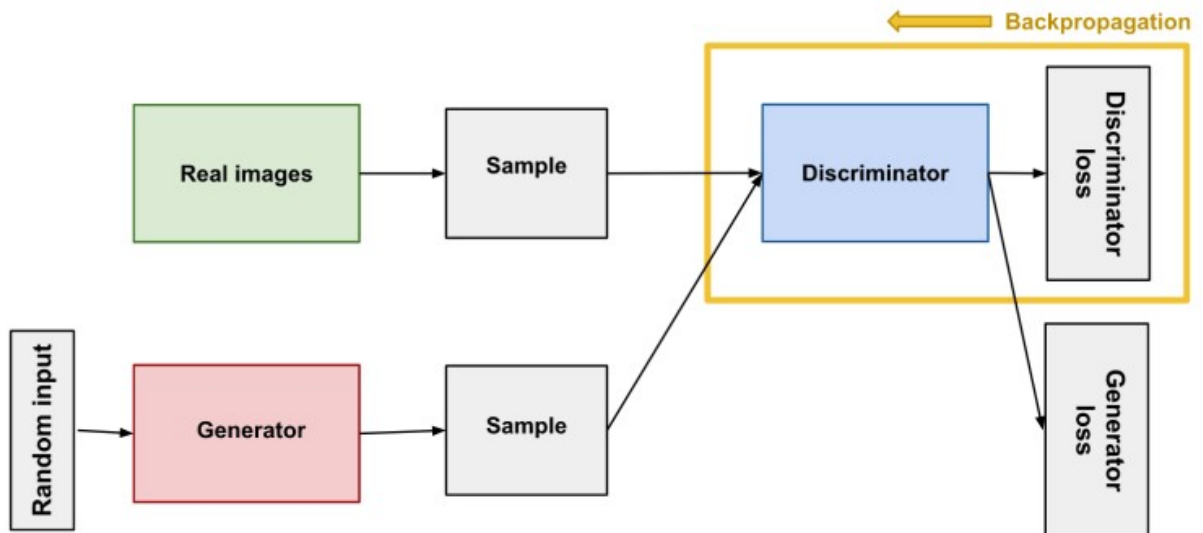 Backpropagation
Real images
Sample
Discriminator
Discriminator
loss
Random input
Generator
Sample
Generator
loss